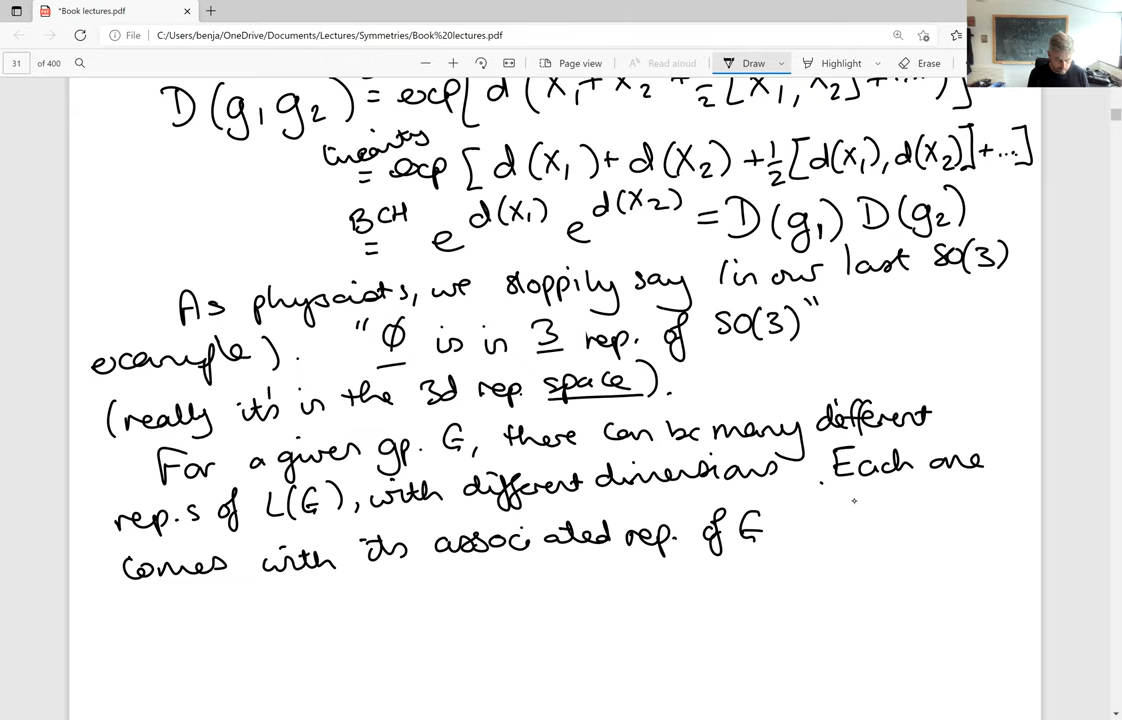 *Book lectures.pdf
File C:/Users/benja/OneDrive/Documents/Lectures/Symmetries/Book%20lectures.pdf
31 of 400 Page view Read aloud Draw Highlight Erase
D(g₁g₂) = exp[d(X₁+X₂+½[X₁,X₂]+...)]
linearity
= exp[d(X₁)+d(X₂)+½[d(X₁),d(X₂)]+...]
BCH
= e^{d(X₁)} e^{d(X₂)} = D(g₁)D(g₂)
As physicists, we sloppily say (in our last SO(3)
example). "φ is in 3 rep. of SO(3)"
(really it's in the 3d rep. space).
For a given gp. G, there can be many different
rep.s of L(G), with different dimensions. Each one
comes with its associated rep. of G